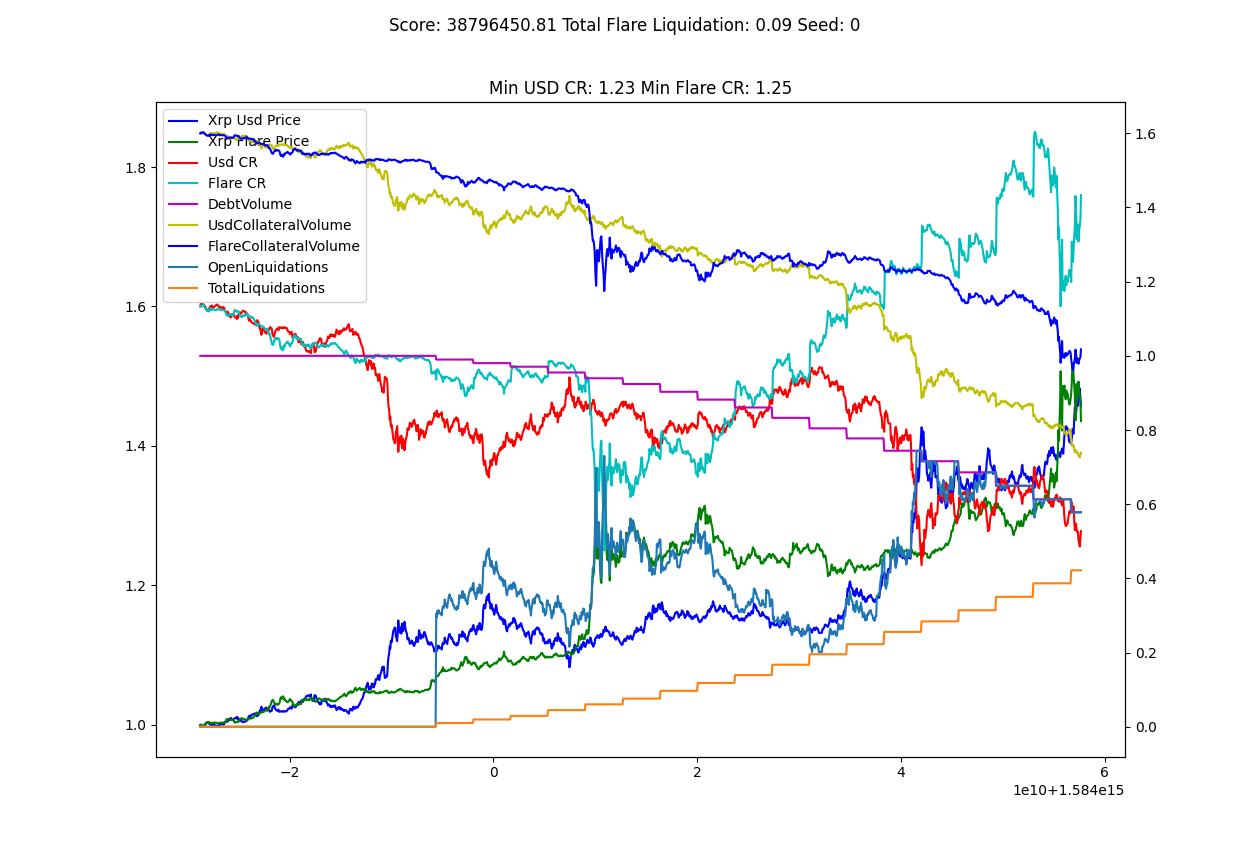 Score: 38796450.81 Total Flare Liquidation: 0.09 Seed: 0
Min USD CR: 1.23 Min Flare CR: 1.25
Xrp Usd Price
Xrp Flare Price
Usd CR
Flare CR
DebtVolume
UsdCollateralVolume
FlareCollateralVolume
OpenLiquidations
TotalLiquidations
1.8
1.6
1.4
1.2
1.0
1.6
1.4
1.2
1.0
0.8
0.6
0.4
0.2
0.0
−2
0
2
4
6
1e10+1.584e15